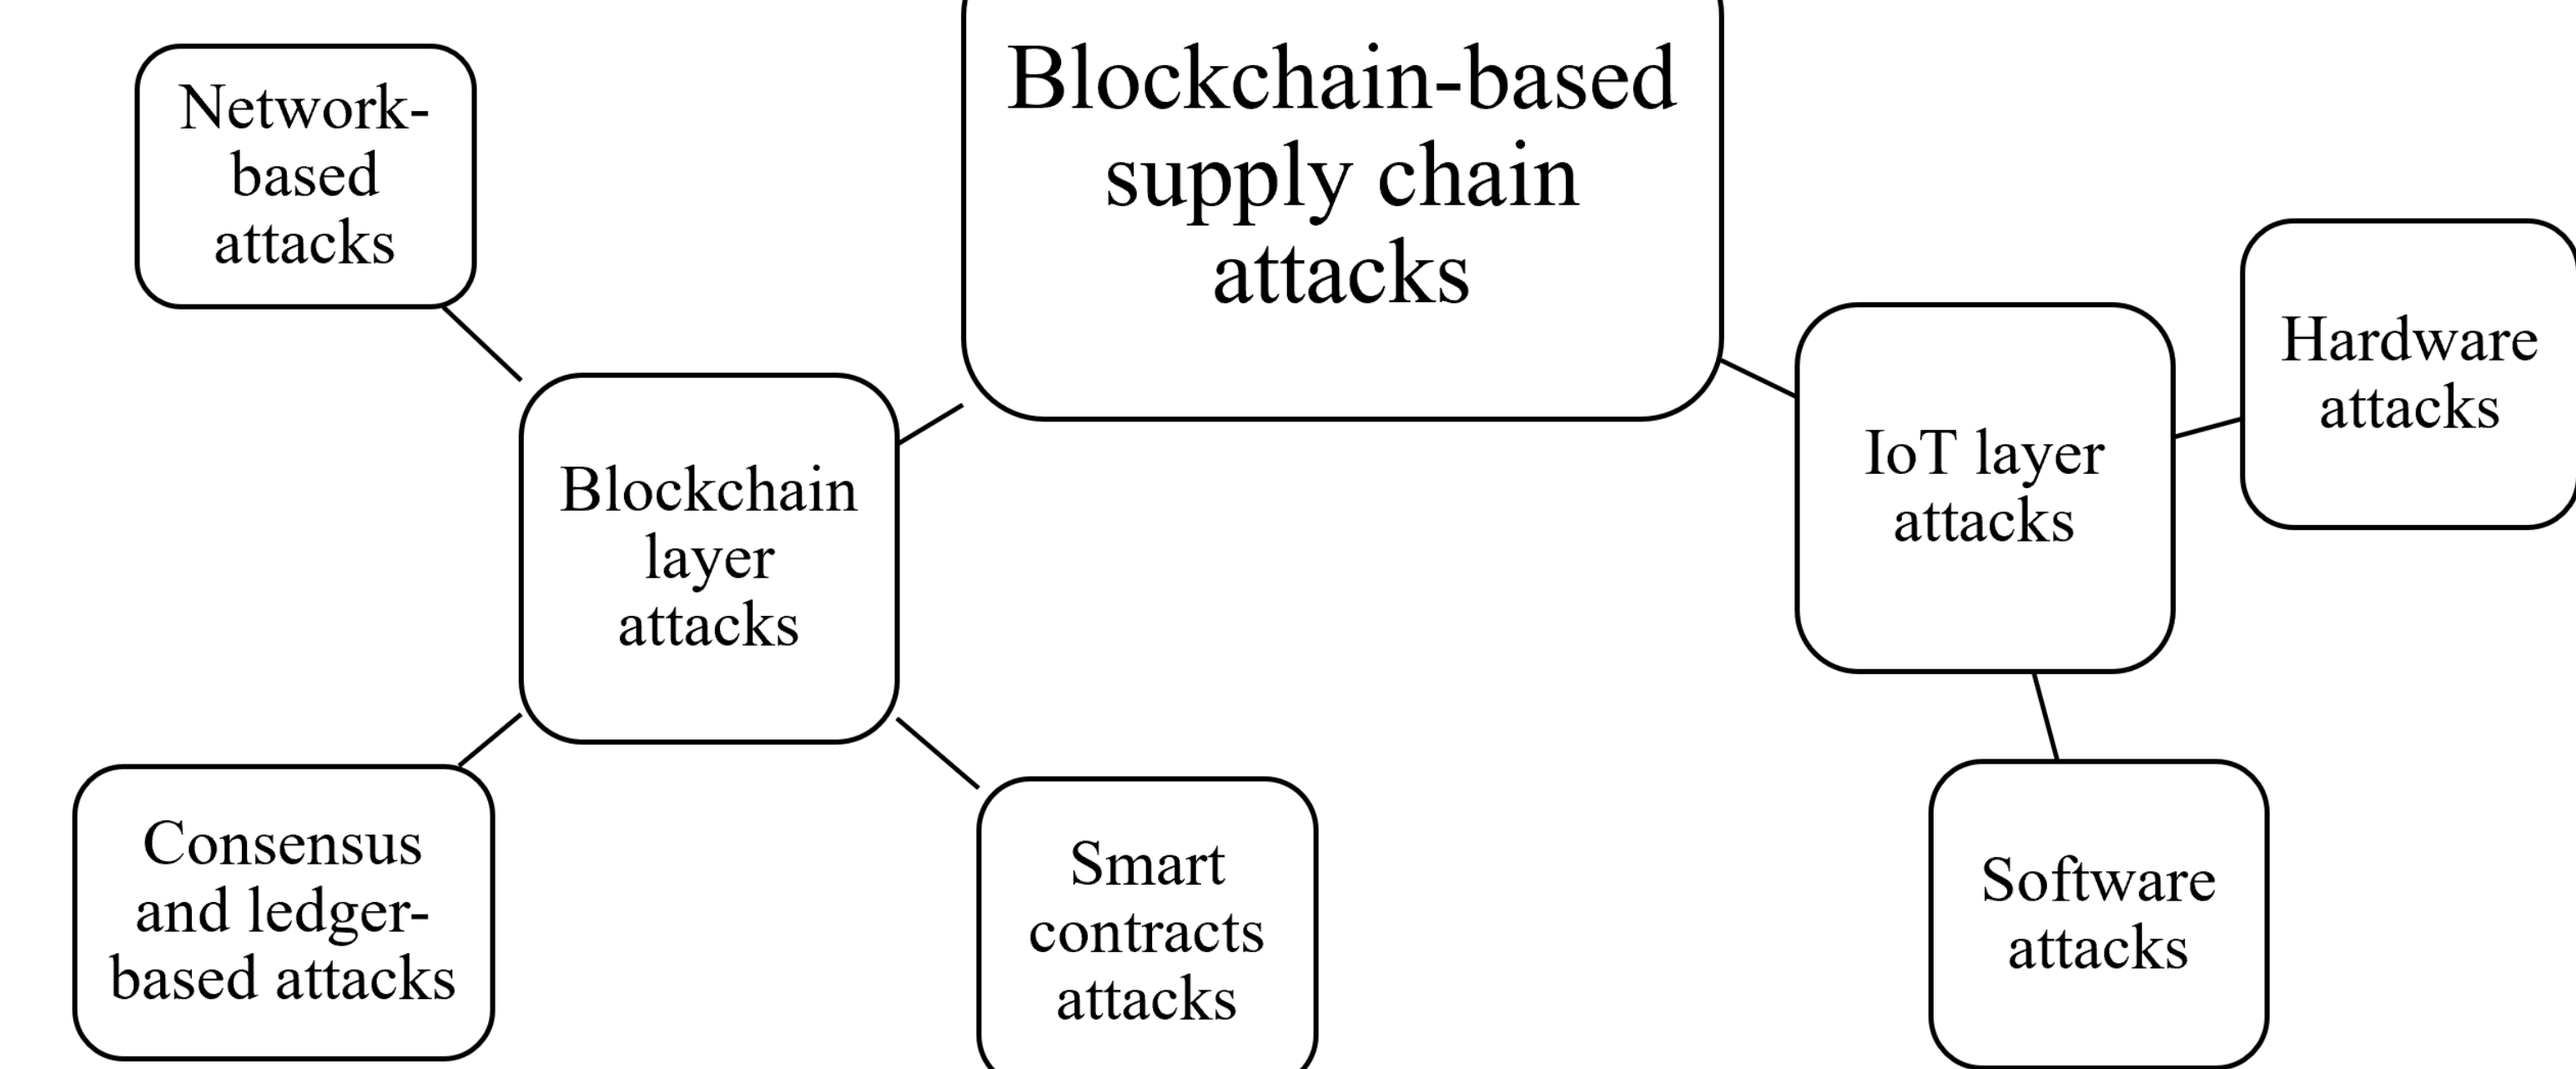 Blockchain-based
supply chain
attacks
Network-
based
attacks
Blockchain
layer
attacks
Consensus
and ledger-
based attacks
Smart
contracts
attacks
IoT layer
attacks
Hardware
attacks
Software
attacks